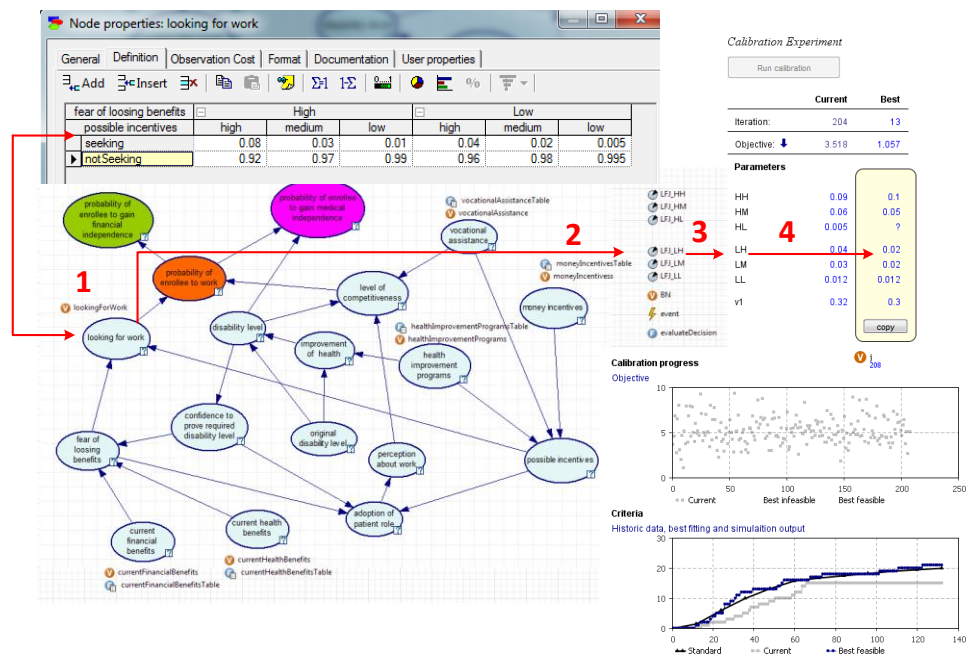 Node properties: looking for work
General Definition Observation Cost Format Documentation User properties
Add Insert Σ=1 1-Σ %
fear of loosing benefits High Low
possible incentives high medium low high medium low
seeking 0.08 0.03 0.01 0.04 0.02 0.005
notSeeking 0.92 0.97 0.99 0.96 0.98 0.995
probability of
enrollee to gain
financial
independence
probability of enrollee
to gain medical
independence
vocationalAssistanceTable
vocationalAssistance
vocational
assistance
1
2
3
4
probability of
enrollee to work
level of
competitiveness
moneyIncentivesTable
moneyIncentivess
money incentives
lookingForWork
looking for work
disability level
healthImprovementProgramsTable
healthImprovementPrograms
improvement
of health
health
improvement
programs
confidence to
prove required
disability level
original
disability level
fear of
loosing
benefits
perception
about work
possible incentives
adoption of
patient role
current
financial
benefits
current health
benefits
currentFinancialBenefits
currentFinancialBenefitsTable
currentHealthBenefits
currentHealthBenefitsTable
LFJ_HH
LFJ_HM
LFJ_HL
LFJ_LH
LFJ_LM
LFJ_LL
BN
event
evaluateDecision
Calibration Experiment
Run calibration
Current Best
Iteration: 204 13
Objective: 3.518 1.057
Parameters
HH 0.09 0.1
HM 0.06 0.05
HL 0.005 ?
LH 0.04 0.02
LM 0.03 0.02
LL 0.012 0.012
v1 0.32 0.3
copy
j
208
Calibration progress
Objective
10
5
0
0 50 100 150 200 250
Current Best infeasible Best feasible
Criteria
Historic data, best fitting and simulaition output
30
20
10
0
0 20 40 60 80 100 120 140
Standard Current Best feasible